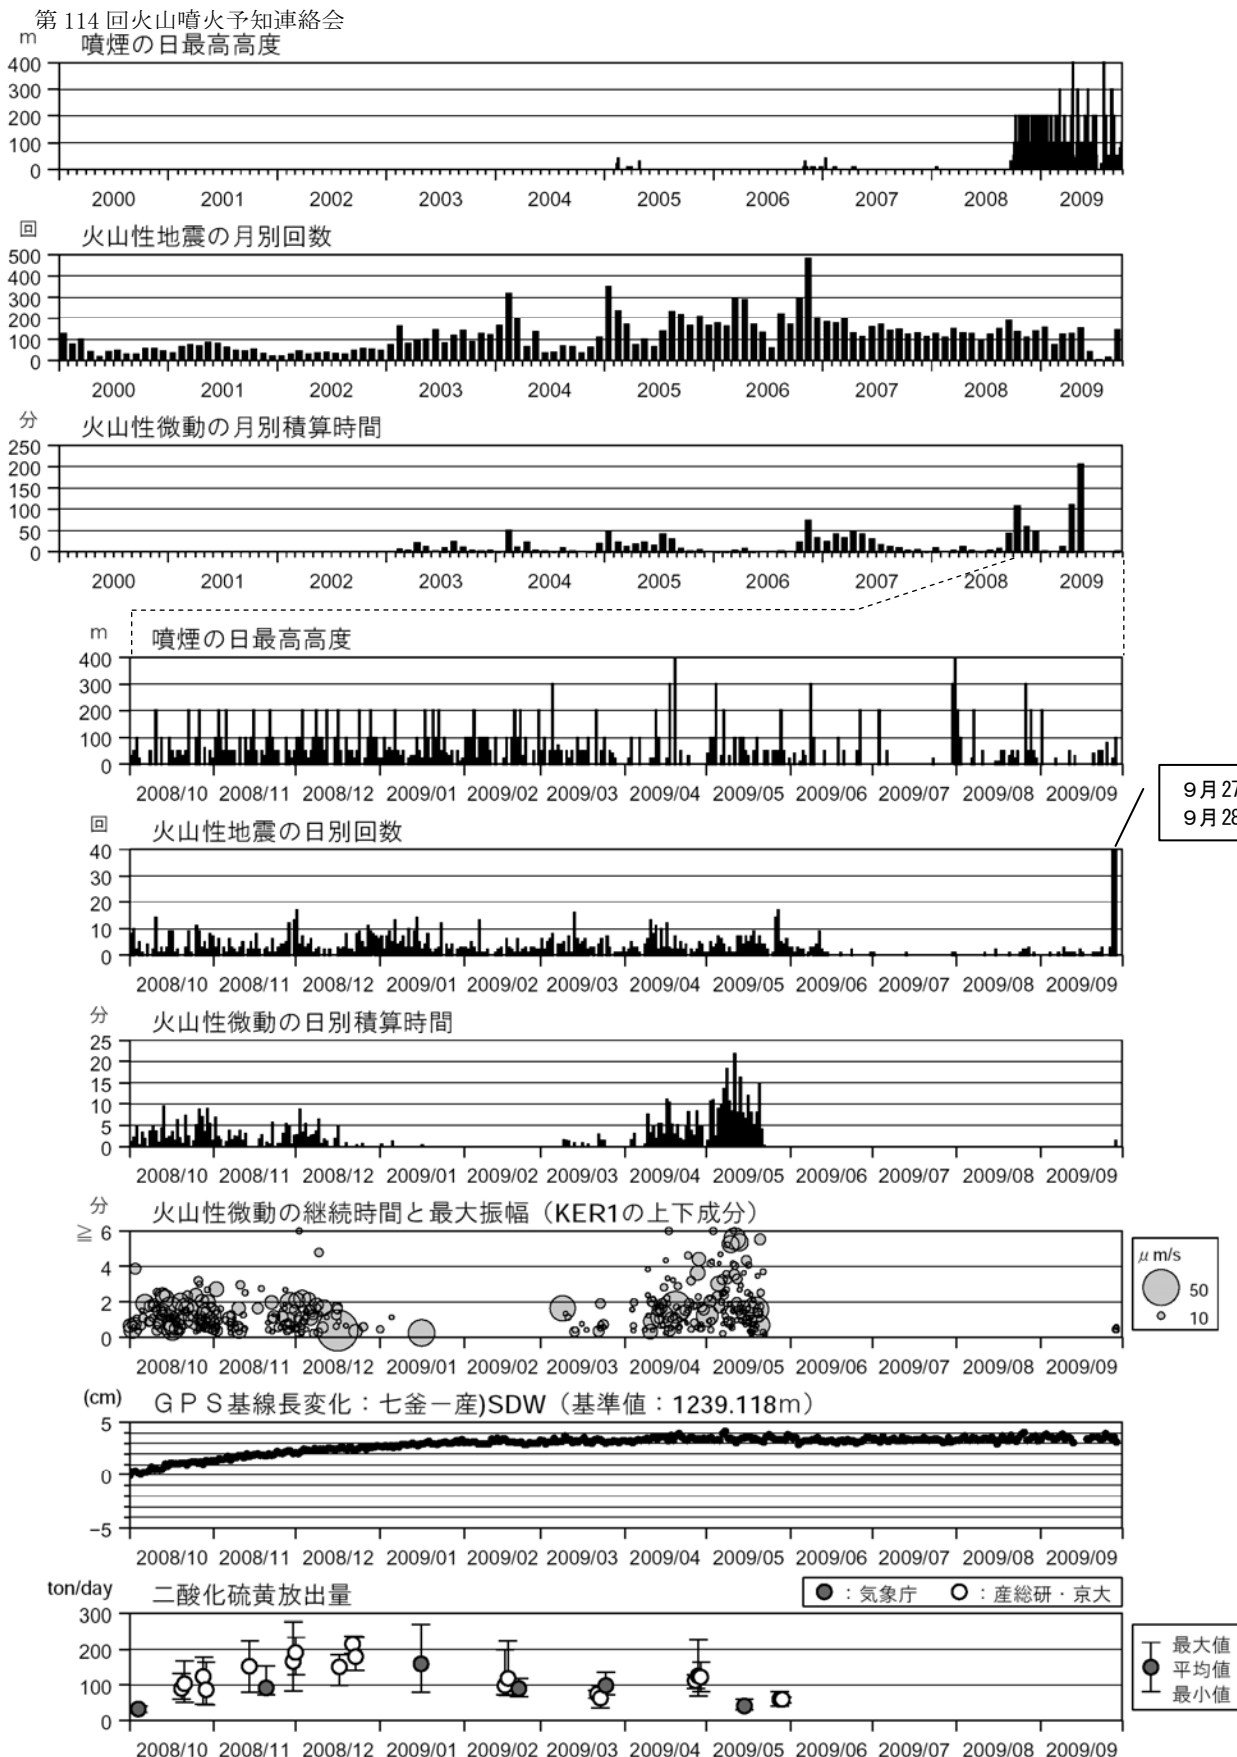 第 114 回火山噴火予知連絡会
m 噴煙の日最高高度
400
300
200
100
0
2000 2001 2002 2003 2004 2005 2006 2007 2008 2009
回 火山性地震の月別回数
500
400
300
200
100
0
2000 2001 2002 2003 2004 2005 2006 2007 2008 2009
分 火山性微動の月別積算時間
250
200
150
100
50
0
2000 2001 2002 2003 2004 2005 2006 2007 2008 2009
m 噴煙の日最高高度
400
300
200
100
0
2008/10 2008/11 2008/12 2009/01 2009/02 2009/03 2009/04 2009/05 2009/06 2009/07 2009/08 2009/09
9月27
9月28
回 火山性地震の日別回数
40
30
20
10
0
2008/10 2008/11 2008/12 2009/01 2009/02 2009/03 2009/04 2009/05 2009/06 2009/07 2009/08 2009/09
分 火山性微動の日別積算時間
25
20
15
10
5
0
2008/10 2008/11 2008/12 2009/01 2009/02 2009/03 2009/04 2009/05 2009/06 2009/07 2009/08 2009/09
分 火山性微動の継続時間と最大振幅（KER1の上下成分）
≧
6
4
2
0
μm/s
50
10
2008/10 2008/11 2008/12 2009/01 2009/02 2009/03 2009/04 2009/05 2009/06 2009/07 2009/08 2009/09
(cm) GPS基線長変化：七釜－産)SDW（基準値：1239.118m）
5
0
−5
2008/10 2008/11 2008/12 2009/01 2009/02 2009/03 2009/04 2009/05 2009/06 2009/07 2009/08 2009/09
ton/day 二酸化硫黄放出量
：気象庁 ：産総研・京大
300
200
100
0
最大値
平均値
最小値
2008/10 2008/11 2008/12 2009/01 2009/02 2009/03 2009/04 2009/05 2009/06 2009/07 2009/08 2009/09